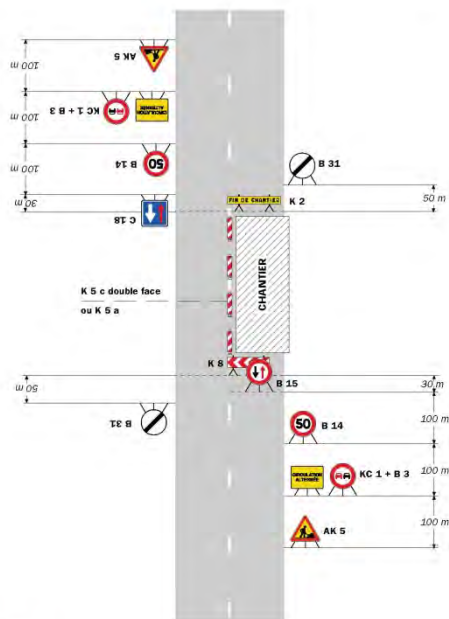 AK 5
100 m
KC 1 + B 3
CIRCULATION
ALTERNÉE
100 m
B 14
50
100 m
C 18
30 m
B 31
FIN DE CHANTIER
K 2
50 m
CHANTIER
K 5 c double face
ou K 5 a
K 8
B 15
50 m
B 31
30 m
50
B 14
100 m
CIRCULATION
ALTERNÉE
KC 1 + B 3
100 m
AK 5
100 m